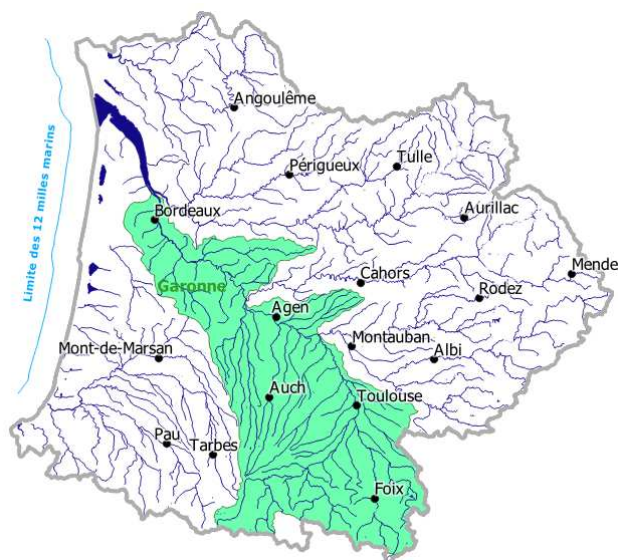 Angoulême
Périgueux
Tulle
Bordeaux
Aurillac
Limite des 12 milles marins
Mende
Cahors
Garonne
Rodez
Agen
Montauban
Mont-de-Marsan
Albi
Auch
Toulouse
Pau
Tarbes
Foix